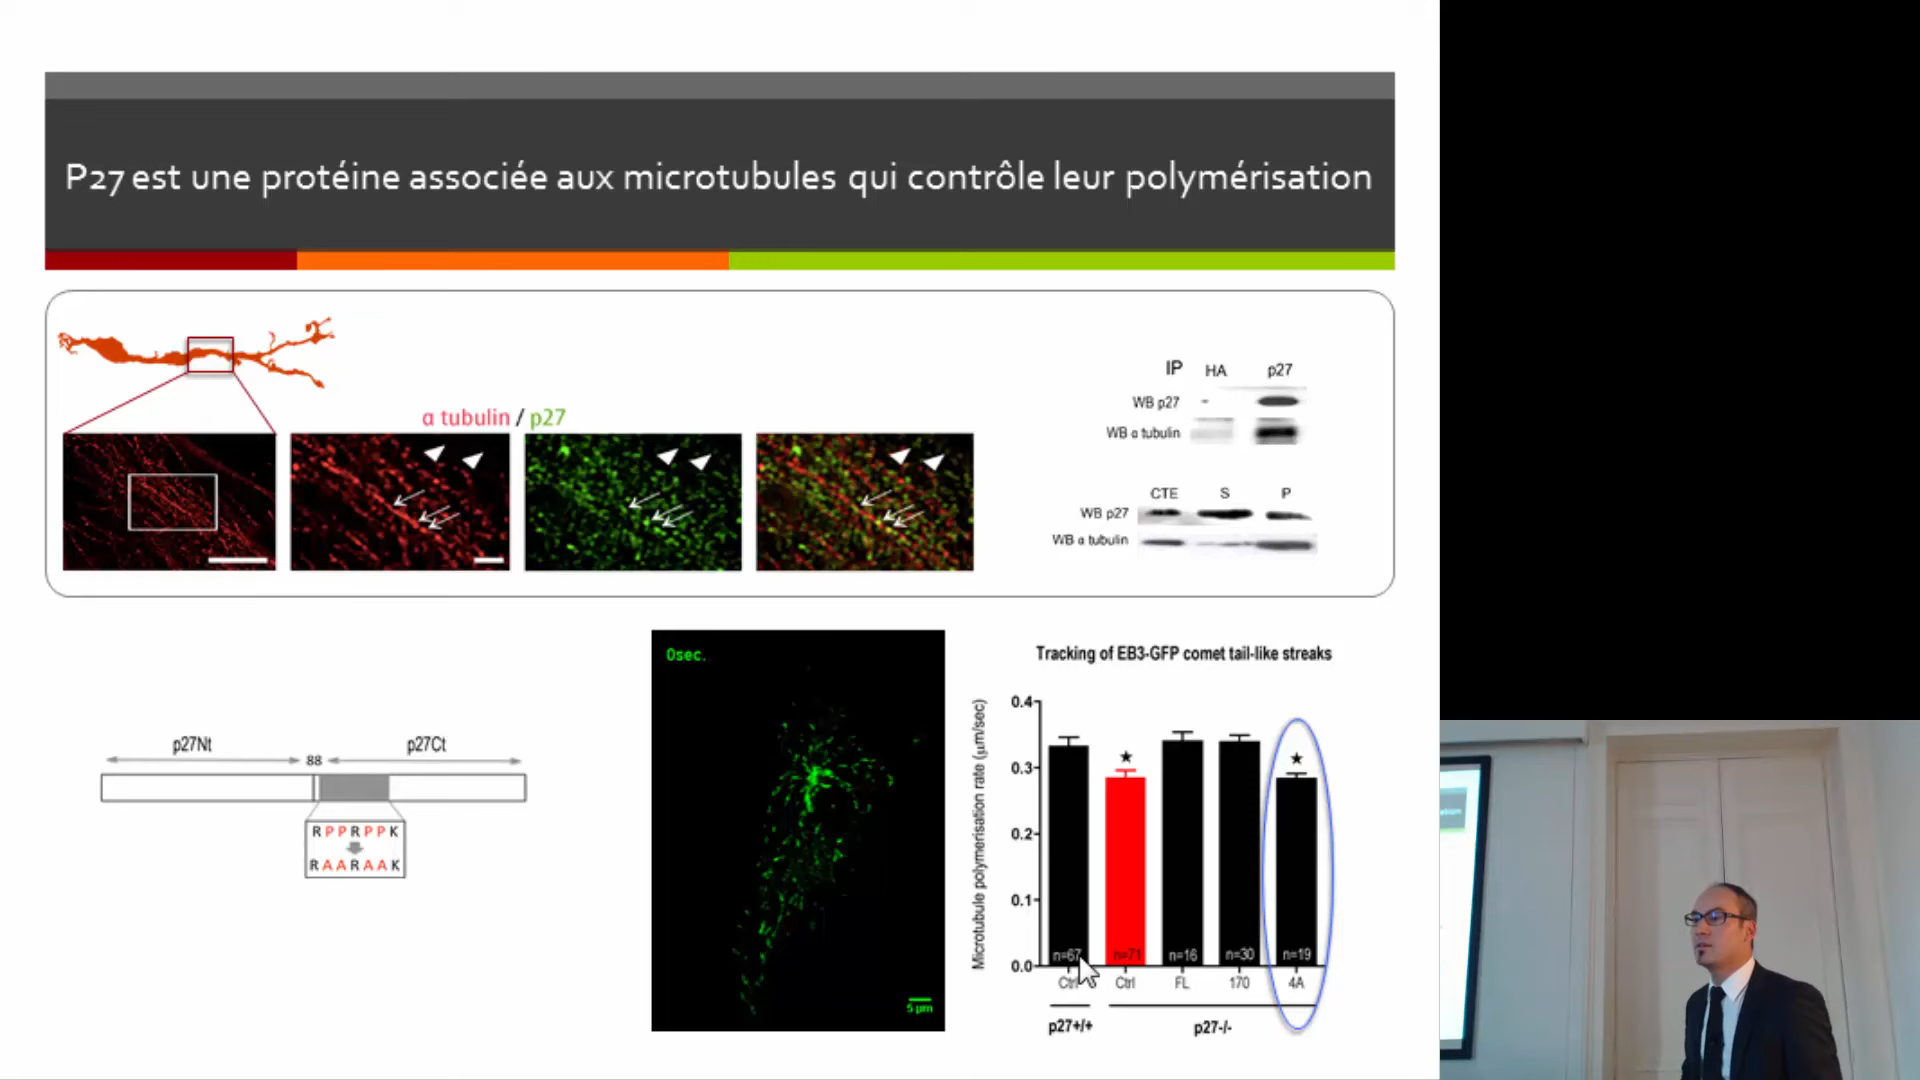 P27 est une protéine associée aux microtubules qui contrôle leur polymérisation
α tubulin / p27
IP HA p27
WB p27
WB α tubulin
CTE S P
WB p27
WB α tubulin
p27Nt 88 p27Ct
RPPRPPK
RAARAAK
0sec.
5 μm
Tracking of EB3-GFP comet tail-like streaks
Microtubule polymerisation rate (μm/sec)
0.4
0.3
0.2
0.1
0.0
n=67 n=71 n=16 n=30 n=19
Ctrl Ctrl FL 170 4A
p27+/+ p27-/-